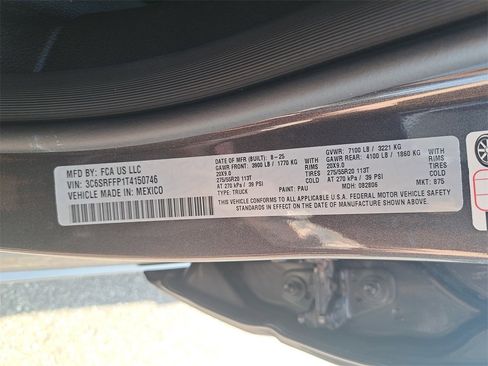 MFD BY: FCA US LLC
VIN: 3C6SRFFP1T4150746
VEHICLE MADE IN: MEXICO
DATE OF MFR (BUILT): 8-25 GVWR: 7100 LB / 3221 KG
GAWR FRONT: 3900 LB / 1770 KG WITH GAWR REAR: 4100 LB / 1860 KG WITH
20X9.0 RIMS 20X9.0 RIMS
275/55R20 113T TIRES 275/55R20 113T TIRES
AT 270 kPa / 39 PSI COLD AT 270 kPa / 39 PSI COLD
PAINT: PAU MDH: 082806 MKT: 875
THIS VEHICLE CONFORMS TO ALL APPLICABLE U.S.A. FEDERAL MOTOR VEHICLE SAFETY
STANDARDS IN EFFECT ON THE DATE OF MANUFACTURE SHOWN ABOVE.
TYPE: TRUCK